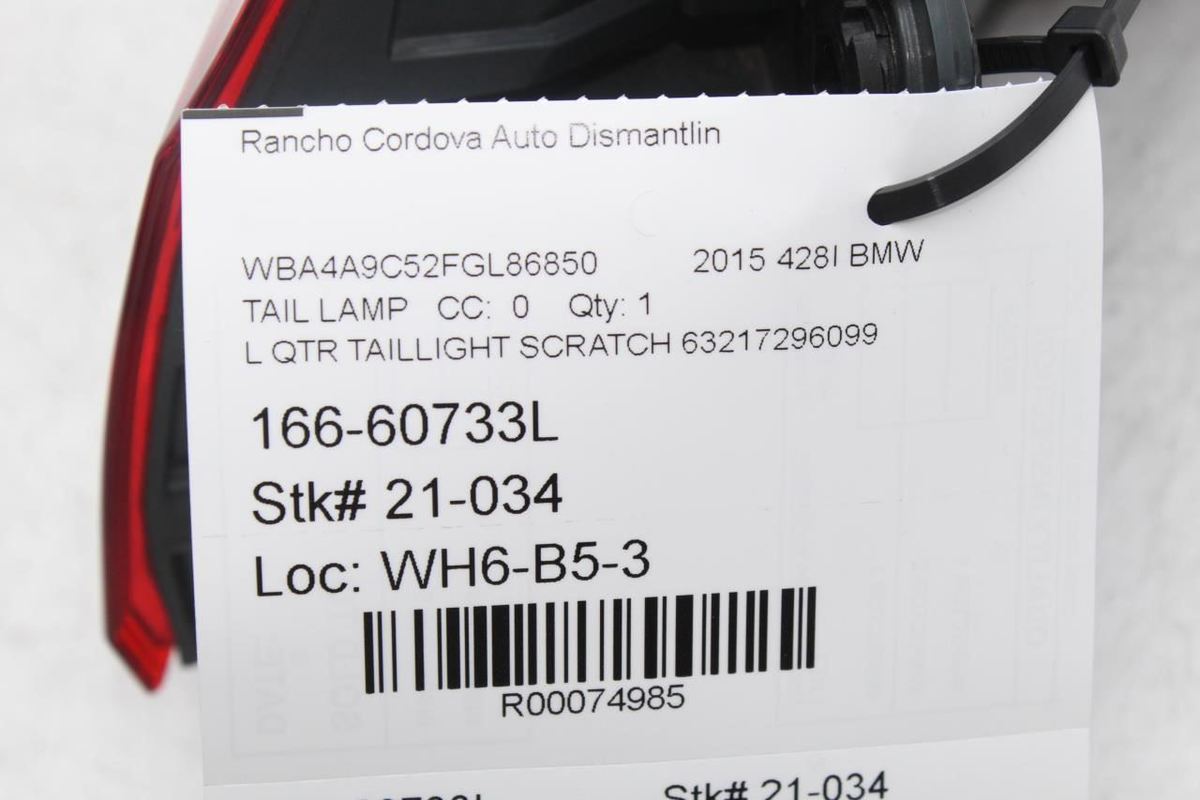 Rancho Cordova Auto Dismantlin
WBA4A9C52FGL86850 2015 428I BMW
TAIL LAMP CC: 0 Qty: 1
L QTR TAILLIGHT SCRATCH 63217296099
166-60733L
Stk# 21-034
Loc: WH6-B5-3
R00074985
Stk# 21-034